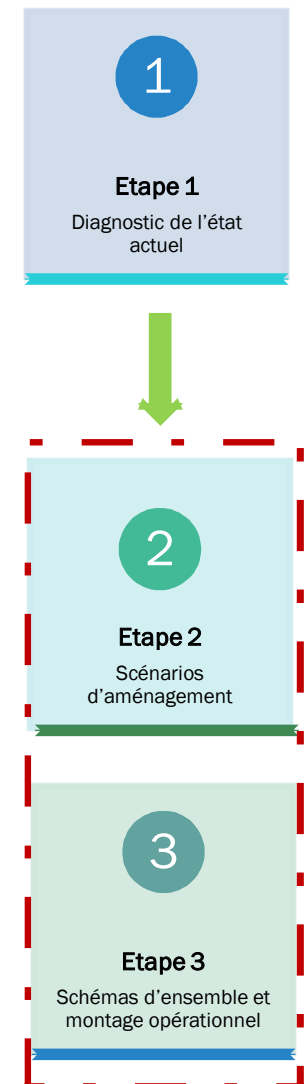 1
Etape 1
Diagnostic de l’état
actuel
2
Etape 2
Scénarios
d’aménagement
3
Etape 3
Schémas d’ensemble et
montage opérationnel